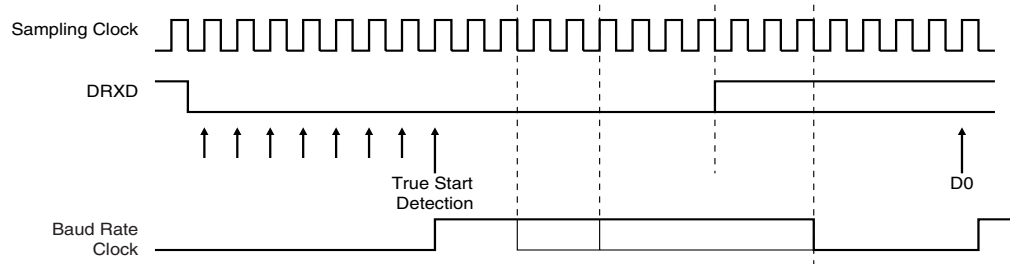 Sampling Clock
DRXD
True Start
Detection
D0
Baud Rate
Clock